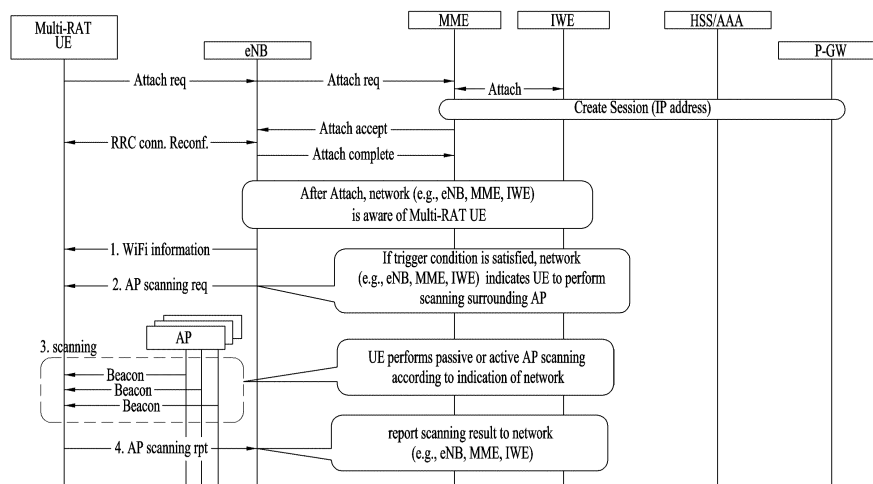 Multi-RAT
UE
eNB
MME
IWE
HSS/AAA
P-GW
Attach req
Attach req
Attach
Create Session (IP address)
Attach accept
RRC conn. Reconf.
Attach complete
After Attach, network (e.g., eNB, MME, IWE)
is aware of Multi-RAT UE
1. WiFi information
If trigger condition is satisfied, network
(e.g., eNB, MME, IWE) indicates UE to perform
scanning surrounding AP
2. AP scanning req
AP
3. scanning
Beacon
Beacon
Beacon
UE performs passive or active AP scanning
according to indication of network
4. AP scanning rpt
report scanning result to network
(e.g., eNB, MME, IWE)